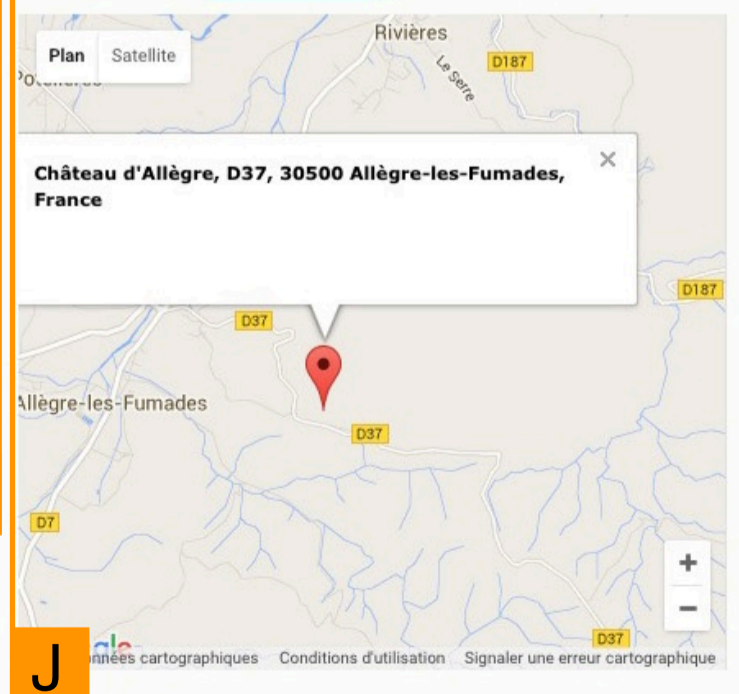 Rivières
Plan Satellite
D187
Le Serre
Château d'Allègre, D37, 30500 Allègre-les-Fumades,
France
×
D187
D37
Allègre-les-Fumades
D37
D7
+
−
D37
J
nnées cartographiques Conditions d'utilisation Signaler une erreur cartographique